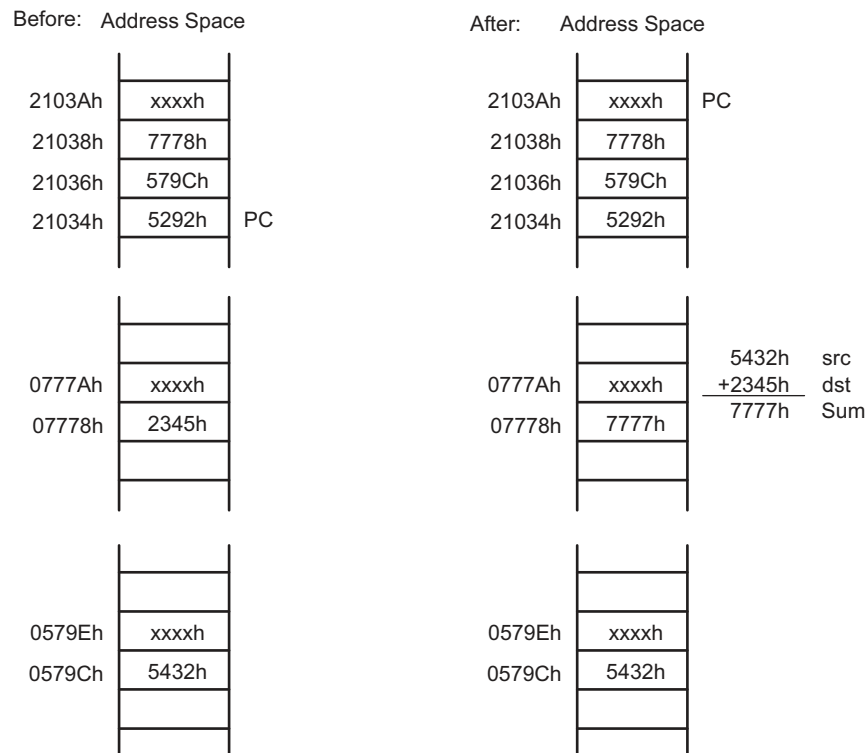 Before: Address Space
2103Ah xxxxh
21038h 7778h
21036h 579Ch
21034h 5292h PC
0777Ah xxxxh
07778h 2345h
0579Eh xxxxh
0579Ch 5432h
After: Address Space
2103Ah xxxxh PC
21038h 7778h
21036h 579Ch
21034h 5292h
5432h src
0777Ah xxxxh +2345h dst
07778h 7777h 7777h Sum
0579Eh xxxxh
0579Ch 5432h